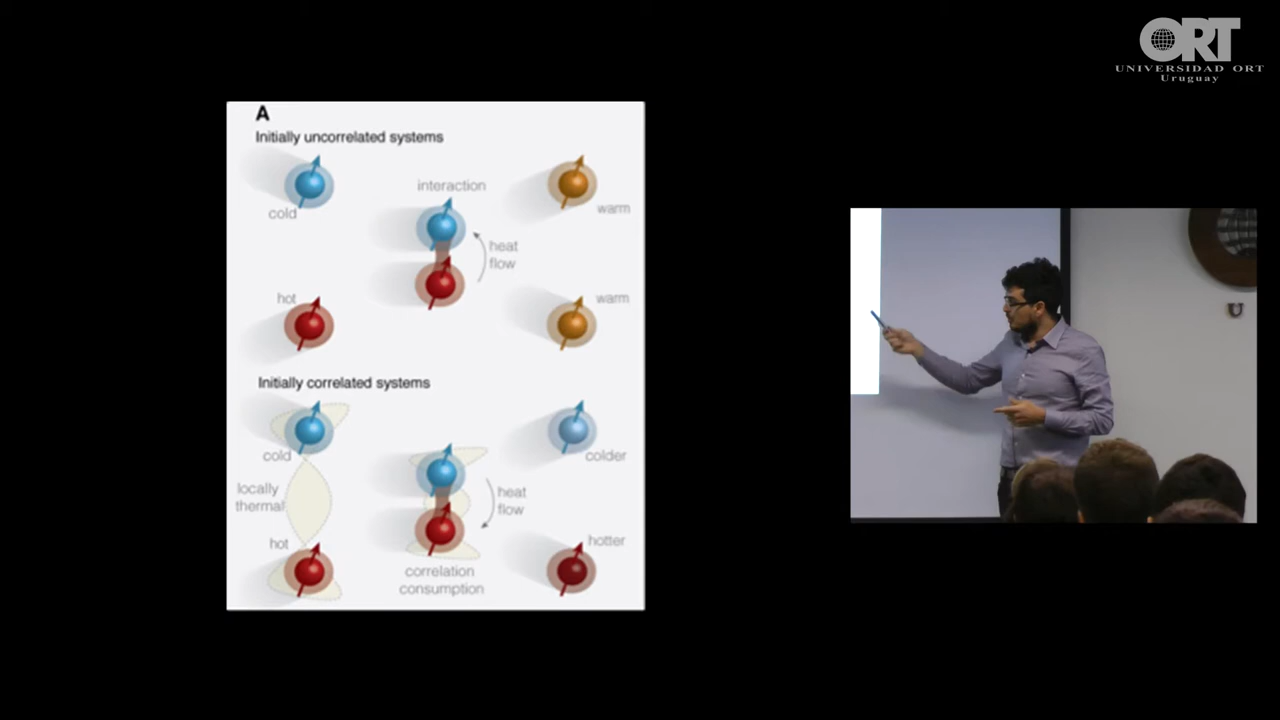 ORT
UNIVERSIDAD ORT
Uruguay
A
Initially uncorrelated systems
cold
interaction
warm
heat
flow
hot
warm
Initially correlated systems
cold
colder
locally
thermal
heat
flow
hot
hotter
correlation
consumption
U